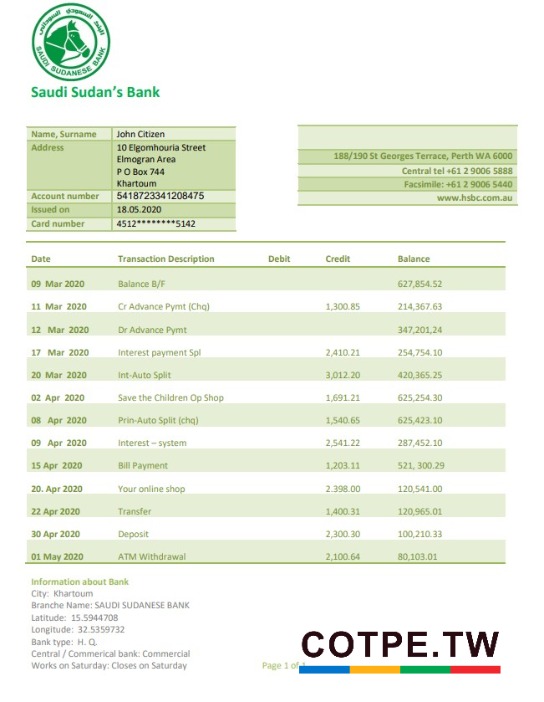 SAUDI SUDANESE BANK
Saudi Sudan's Bank
Name, Surname John Citizen
Address 10 Elgomhouria Street
Elmogran Area
P O Box 744
Khartoum
Account number 5418723341208475
Issued on 18.05.2020
Card number 4512********5142
188/190 St Georges Terrace, Perth WA 6000
Central tel +61 2 9006 5888
Facsimile: +61 2 9006 5440
www.hsbc.com.au
Date Transaction Description Debit Credit Balance
09 Mar 2020 Balance B/F 627,854.52
11 Mar 2020 Cr Advance Pymt (Chq) 1,300.85 214,367.63
12 Mar 2020 Dr Advance Pymt 347,201,24
17 Mar 2020 Interest payment Spl 2,410.21 254,754.10
20 Mar 2020 Int-Auto Split 3,012.20 420,365.25
02 Apr 2020 Save the Children Op Shop 1,691.21 625,254.30
08 Apr 2020 Prin-Auto Split (chq) 1,540.65 625,423.10
09 Apr 2020 Interest – system 2,541.22 287,452.10
15 Apr 2020 Bill Payment 1,203.11 521, 300.29
20. Apr 2020 Your online shop 2.398.00 120,541.00
22 Apr 2020 Transfer 1,400.31 120,965.01
30 Apr 2020 Deposit 2,300.30 100,210.33
01 May 2020 ATM Withdrawal 2,100.64 80,103.01
Information about Bank
City: Khartoum
Branche Name: SAUDI SUDANESE BANK
Latitude: 15.5944708
Longitude: 32.5359732
Bank type: H. Q.
Central / Commerical bank: Commercial
Works on Saturday: Closes on Saturday
Page 1 of
COTPE.TW